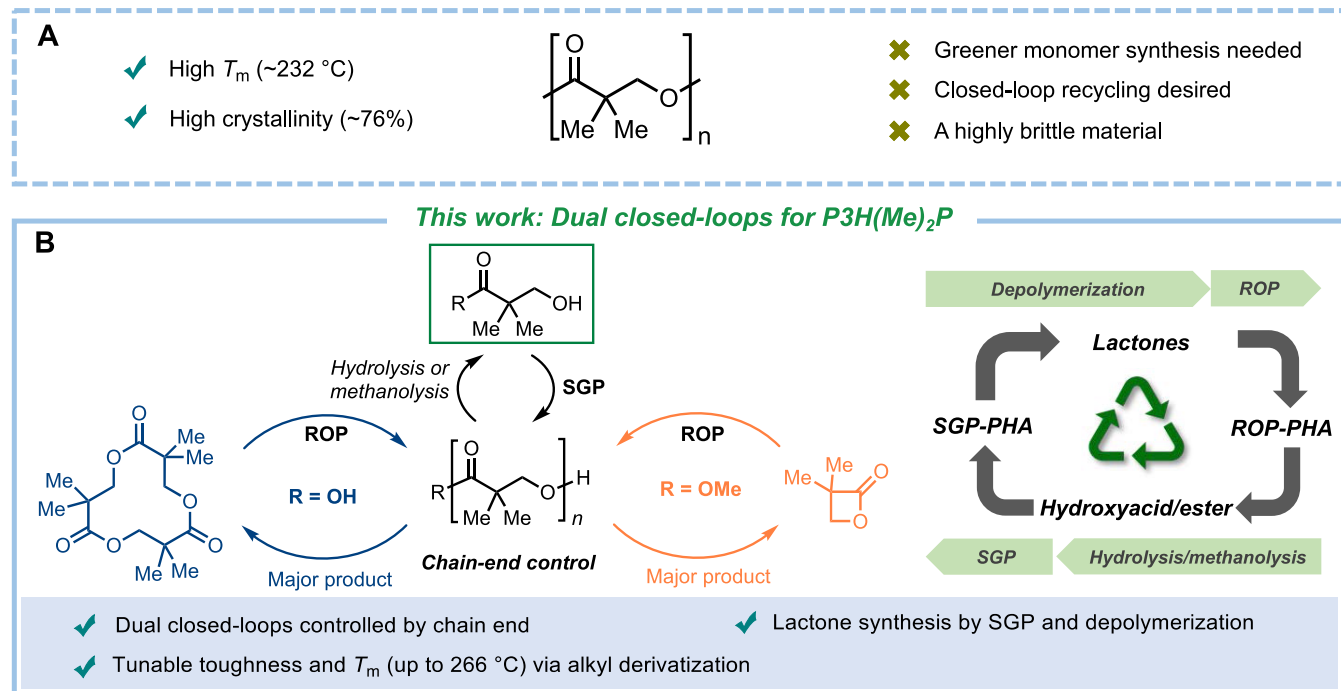 A
High Tm (~232 °C)
High crystallinity (~76%)
O
O
Me Me
n
Greener monomer synthesis needed
Closed-loop recycling desired
A highly brittle material
This work: Dual closed-loops for P3H(Me)2P
B
O
R
OH
Me Me
Hydrolysis or
methanolysis
SGP
O
Me
Me
O
Me
Me
O
O
O
O
Me
Me
ROP
R = OH
Major product
O
R
O
H
Me Me
n
Chain-end control
ROP
R = OMe
Major product
Me
Me
O
O
Depolymerization
ROP
Lactones
SGP-PHA
ROP-PHA
Hydroxyacid/ester
SGP
Hydrolysis/methanolysis
Dual closed-loops controlled by chain end
Lactone synthesis by SGP and depolymerization
Tunable toughness and Tm (up to 266 °C) via alkyl derivatization